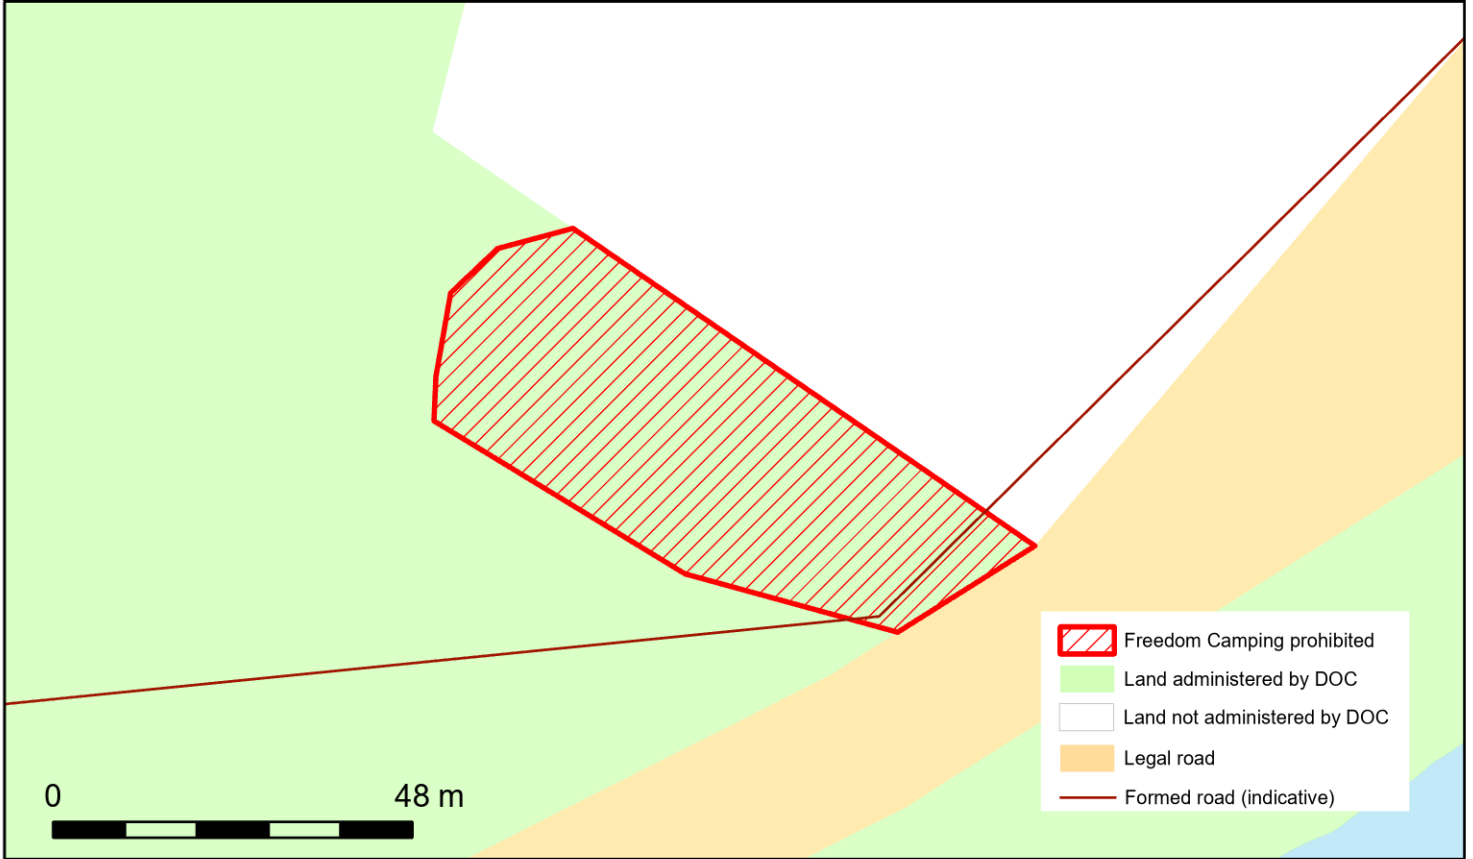 Freedom Camping prohibited
Land administered by DOC
Land not administered by DOC
Legal road
Formed road (indicative)
0 48 m